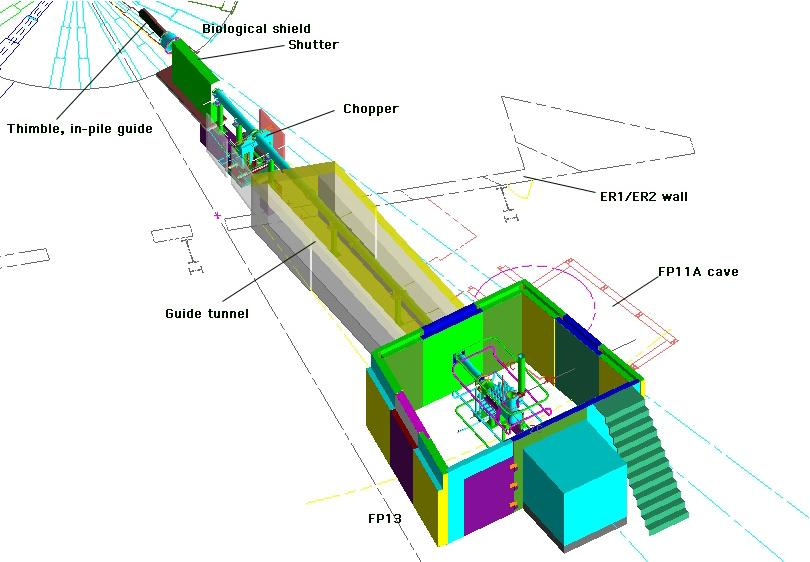 Biological shield
Shutter
Thimble, in-pile guide
Chopper
ER1/ER2 wall
FP11A cave
Guide tunnel
FP13